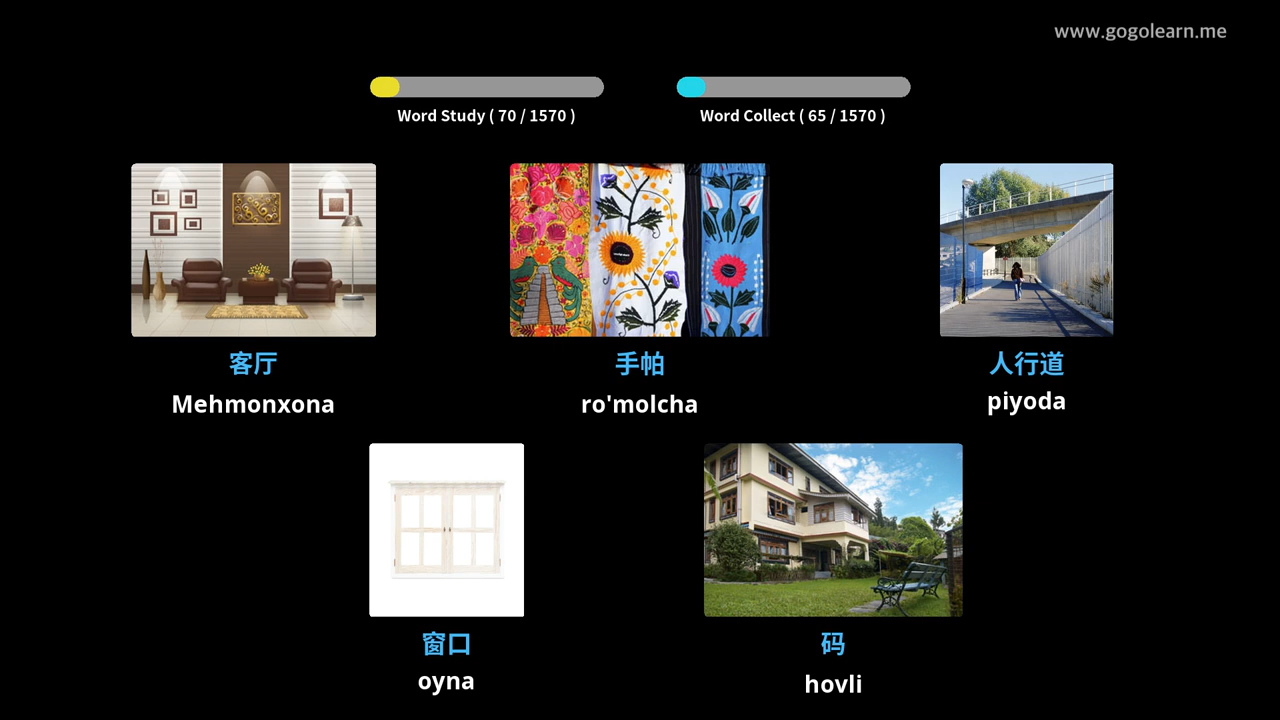 www.gogolearn.me
Word Study ( 70 / 1570 )
Word Collect ( 65 / 1570 )
客厅
Mehmonxona
手帕
ro'molcha
人行道
piyoda
窗口
oyna
码
hovli